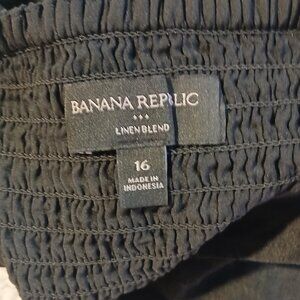 BANANA REPUBLIC
LINEN BLEND
16
MADE IN
INDONESIA